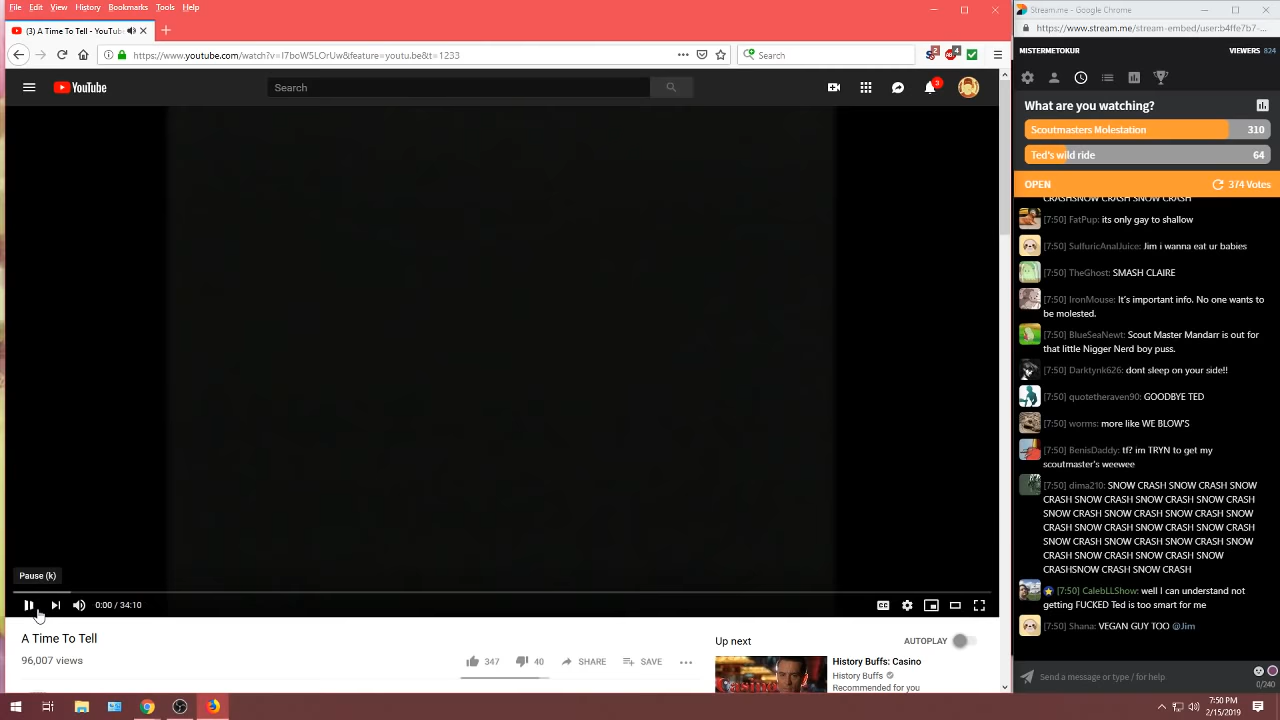 File Edit View History Bookmarks Tools Help
(3) A Time To Tell - YouTube
https://www.youtube.com/watch?v=I7bcW5LOrUw&feature=youtu.be&t=1233
Search
2
4
YouTube
Search
3
Pause (k)
0:00 / 34:10
A Time To Tell
96,007 views
347
40
SHARE
SAVE
Up next
AUTOPLAY
History Buffs: Casino
History Buffs
Recommended for you
Stream.me - Google Chrome
https://www.stream.me/stream-embed/user:b4ffe7b7-...
MISTERMETOKUR
VIEWERS 824
What are you watching?
Scoutmasters Molestation 310
Ted's wild ride 64
OPEN
374 Votes
CRASHSNOW CRASH SNOW CRASH
[7:50] FatPup: its only gay to shallow
[7:50] SulfuricAnalJuice: Jim i wanna eat ur babies
[7:50] TheGhost: SMASH CLAIRE
[7:50] IronMouse: It's important info. No one wants to
be molested.
[7:50] BlueSeaNewt: Scout Master Mandarr is out for
that little Nigger Nerd boy puss.
[7:50] Darktynk626: dont sleep on your side!!
[7:50] quotetheraven90: GOODBYE TED
[7:50] worms: more like WE BLOW'S
[7:50] BenisDaddy: tf? im TRYN to get my
scoutmaster's weewee
[7:50] dima210: SNOW CRASH SNOW CRASH SNOW
CRASH SNOW CRASH SNOW CRASH SNOW CRASH
SNOW CRASH SNOW CRASH SNOW CRASH SNOW
CRASH SNOW CRASH SNOW CRASH SNOW CRASH
SNOW CRASH SNOW CRASH SNOW CRASH SNOW
CRASH SNOW CRASH SNOW CRASH SNOW
CRASHSNOW CRASH SNOW CRASH
[7:50] CalebLLShow: well I can understand not
getting FUCKED Ted is too smart for me
[7:50] Shana: VEGAN GUY TOO @Jim
Send a message or type / for help
0/240
7:50 PM
2/15/2019